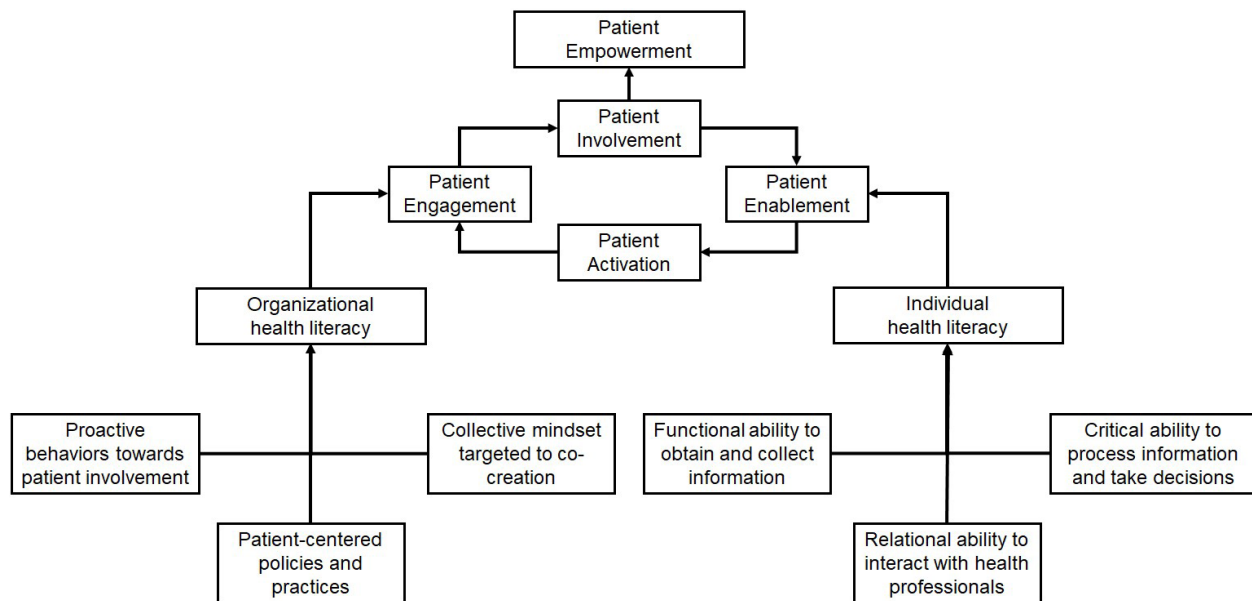 Patient
Empowerment
Patient
Involvement
Patient
Engagement
Patient
Enablement
Patient
Activation
Organizational
health literacy
Individual
health literacy
Proactive
behaviors towards
patient involvement
Collective mindset
targeted to co-
creation
Functional ability to
obtain and collect
information
Critical ability to
process information
and take decisions
Patient-centered
policies and
practices
Relational ability to
interact with health
professionals